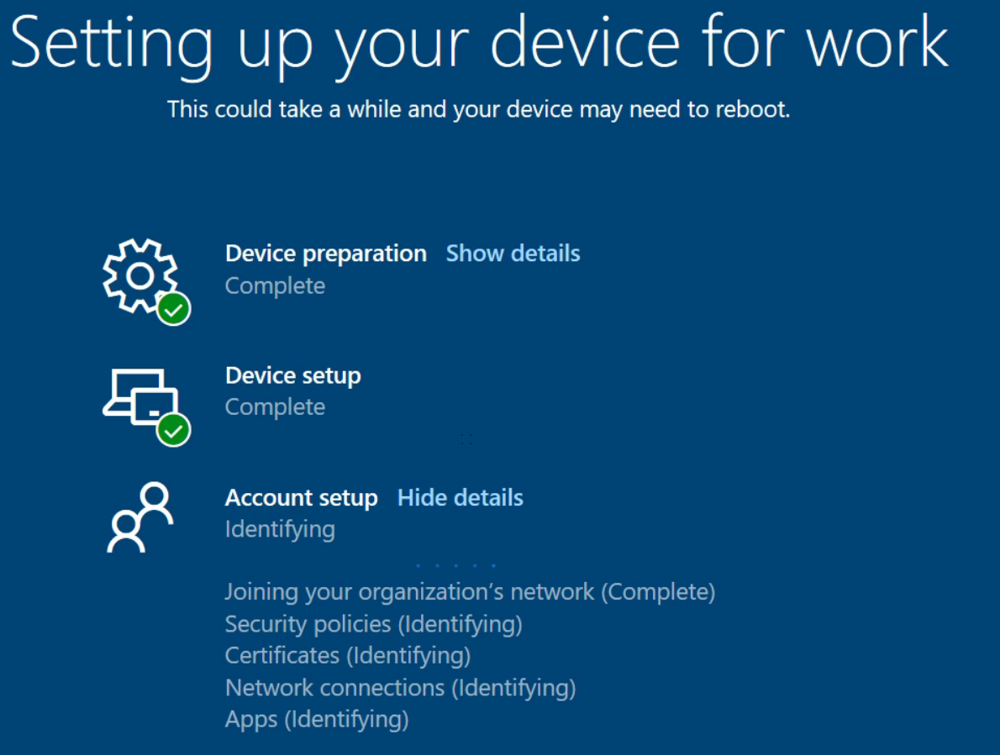 Setting up your device for work
This could take a while and your device may need to reboot.
Device preparation Show details
Complete
Device setup
Complete
Account setup Hide details
Identifying
Joining your organization’s network (Complete)
Security policies (Identifying)
Certificates (Identifying)
Network connections (Identifying)
Apps (Identifying)